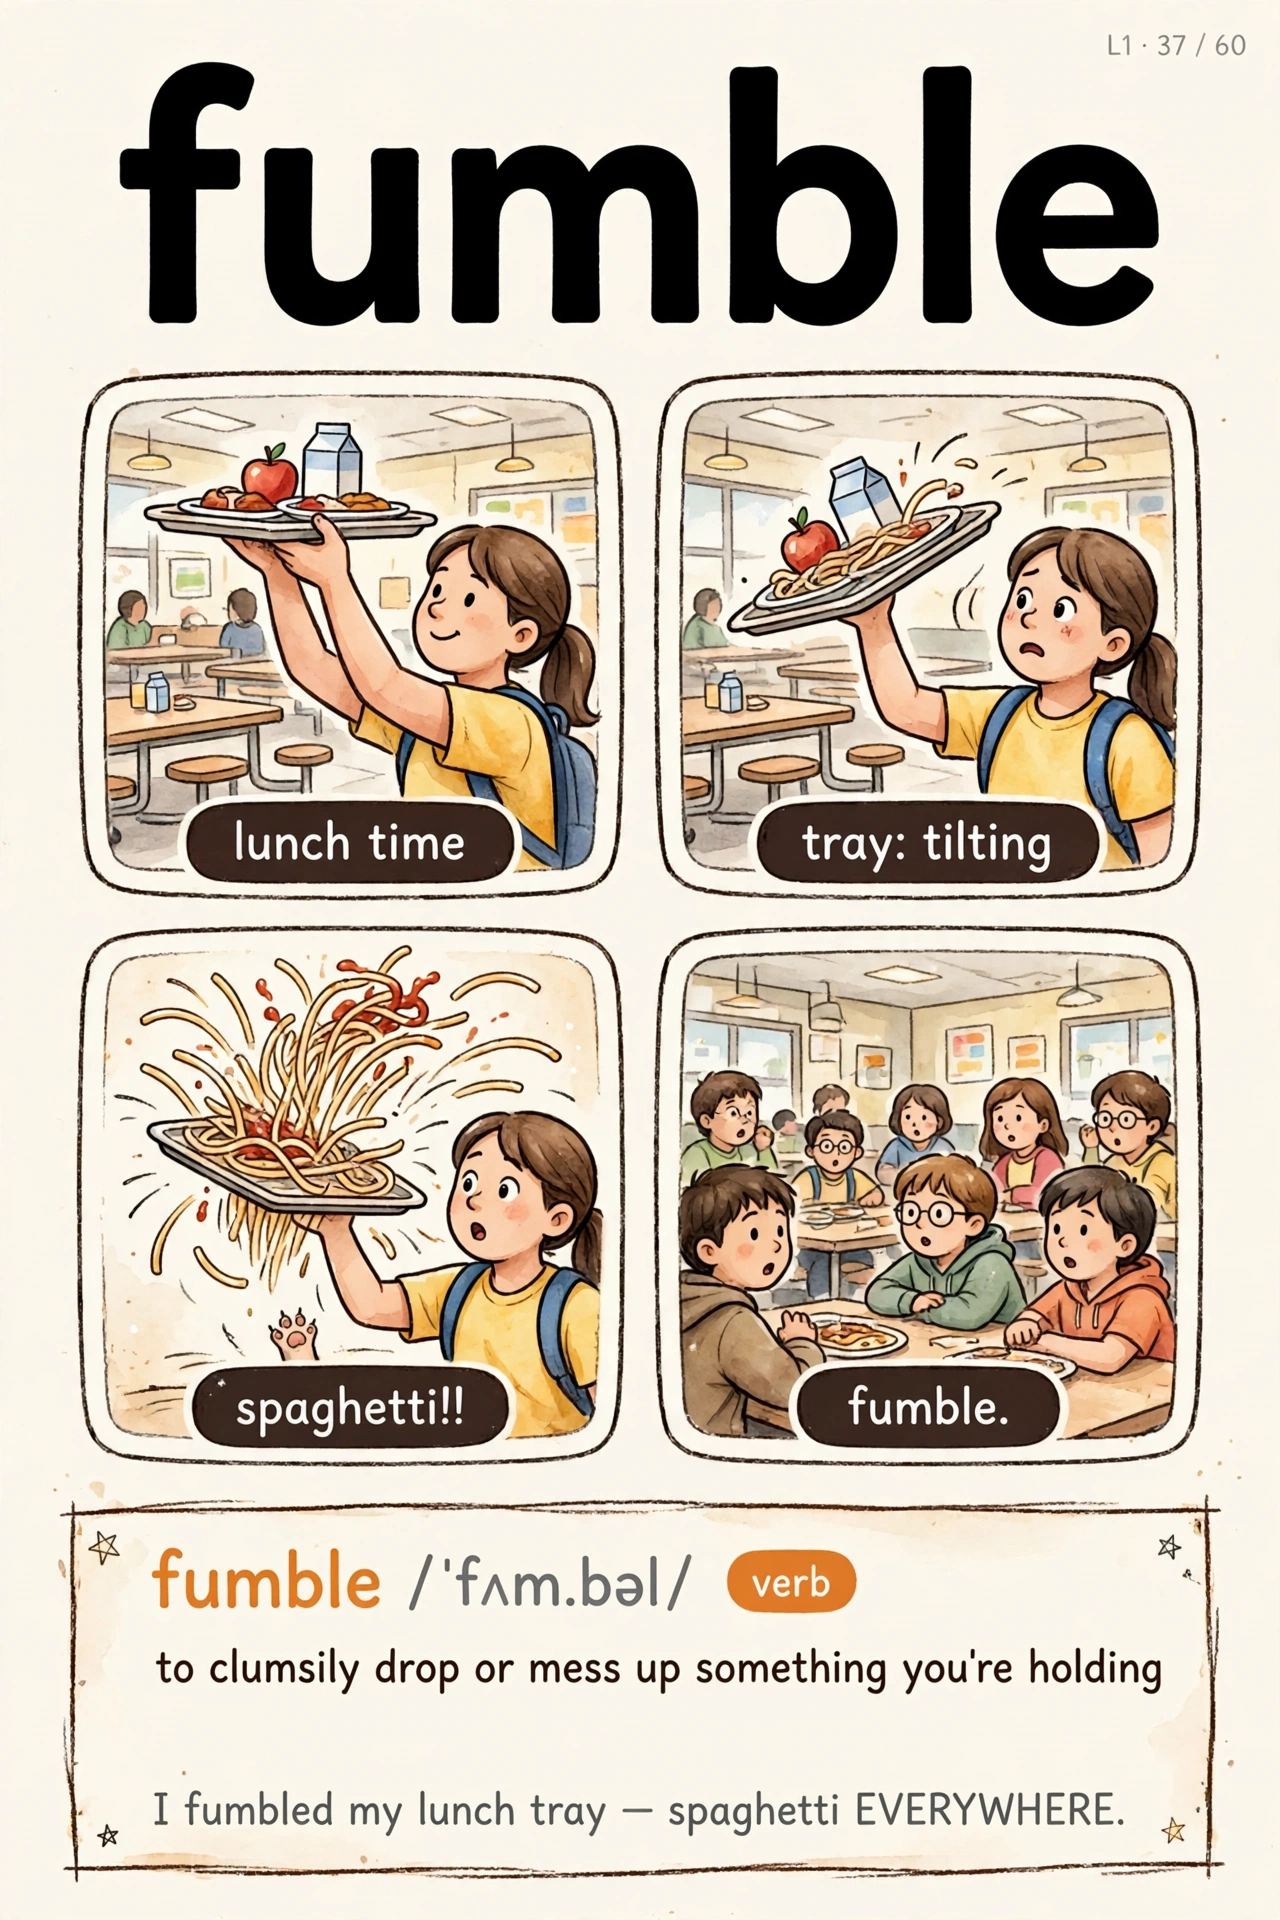 L1 · 37 / 60
fumble
lunch time
tray: tilting
spaghetti!!
fumble.
fumble /ˈfʌm.bəl/ verb
to clumsily drop or mess up something you're holding
I fumbled my lunch tray — spaghetti EVERYWHERE.